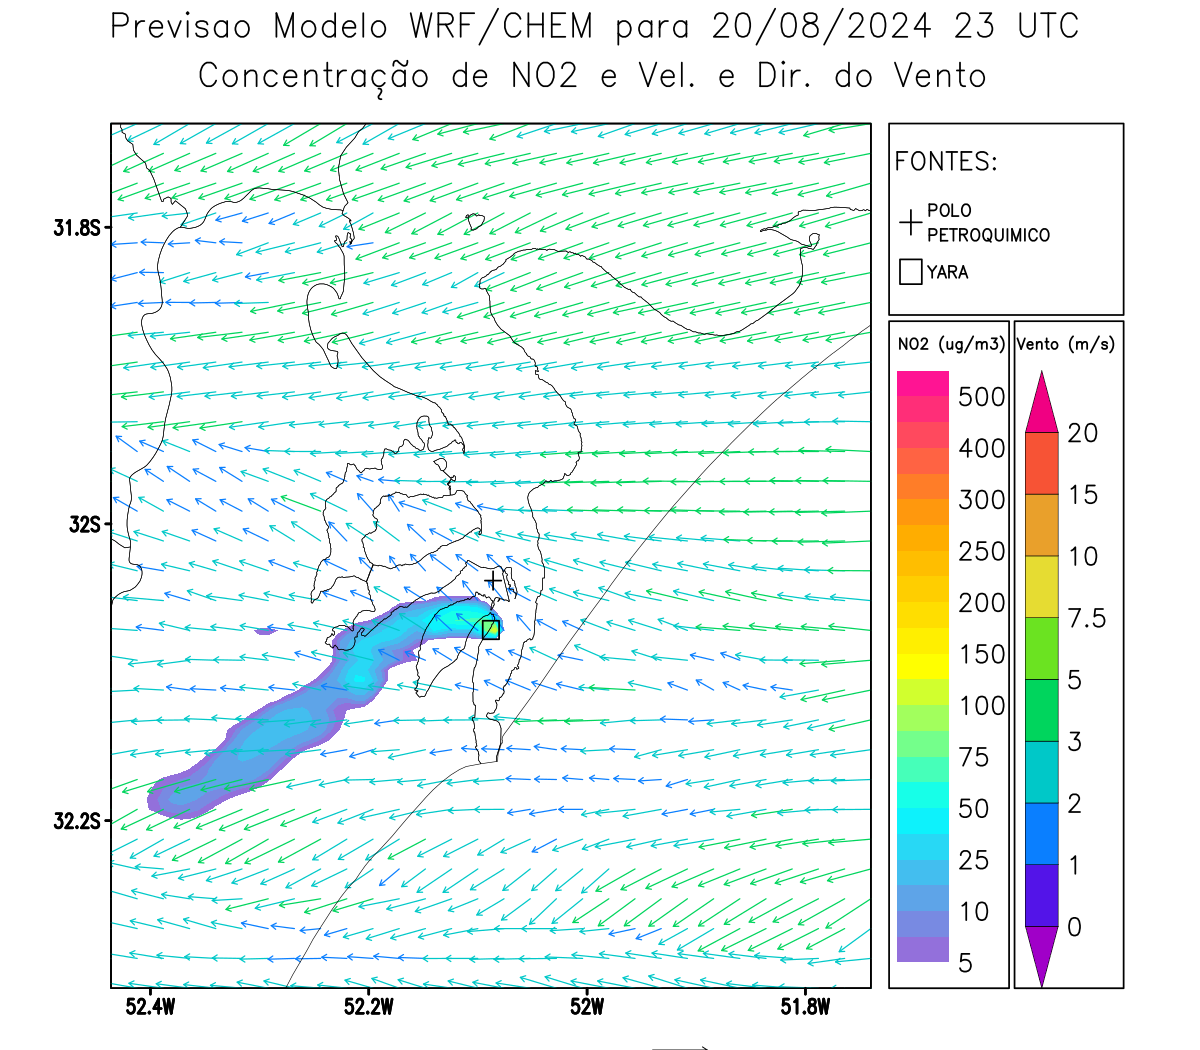 Previsao Modelo WRF/CHEM para 20/08/2024 23 UTC
Concentração de NO2 e Vel. e Dir. do Vento
FONTES:
POLO
PETROQUIMICO
YARA
NO2 (ug/m3)
500
400
300
250
200
150
100
75
50
25
10
5
Vento (m/s)
20
15
10
7.5
5
3
2
1
0
31.8S
32S
32.2S
52.4W
52.2W
52W
51.8W